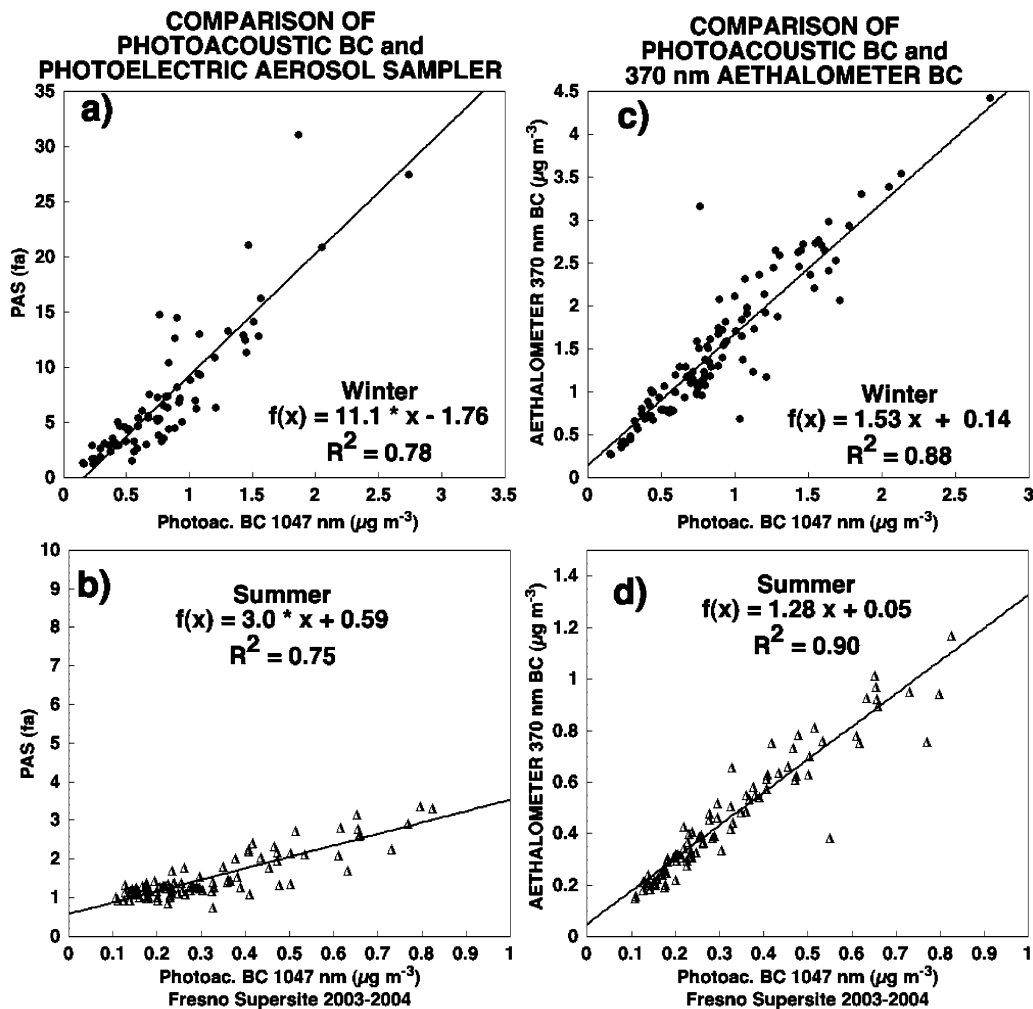 COMPARISON OF
PHOTOACOUSTIC BC and
PHOTOELECTRIC AEROSOL SAMPLER
a)
35
30
25
20
15
10
5
0
PAS (fa)
Winter
f(x) = 11.1 * x - 1.76
R² = 0.78
0 0.5 1 1.5 2 2.5 3 3.5
Photoac. BC 1047 nm (µg m⁻³)
COMPARISON OF
PHOTOACOUSTIC BC and
370 nm AETHALOMETER BC
c)
4.5
4
3.5
3
2.5
2
1.5
1
0.5
0
AETHALOMETER 370 nm BC (µg m⁻³)
Winter
f(x) = 1.53 x + 0.14
R² = 0.88
0 0.5 1 1.5 2 2.5 3
Photoac. BC 1047 nm (µg m⁻³)
b)
10
9
8
7
6
5
4
3
2
1
0
PAS (fa)
Summer
f(x) = 3.0 * x + 0.59
R² = 0.75
0 0.1 0.2 0.3 0.4 0.5 0.6 0.7 0.8 0.9 1
Photoac. BC 1047 nm (µg m⁻³)
Fresno Supersite 2003-2004
d)
1.4
1.2
1
0.8
0.6
0.4
0.2
0
AETHALOMETER 370 nm BC (µg m⁻³)
Summer
f(x) = 1.28 x + 0.05
R² = 0.90
0 0.1 0.2 0.3 0.4 0.5 0.6 0.7 0.8 0.9 1
Photoac. BC 1047 nm (µg m⁻³)
Fresno Supersite 2003-2004